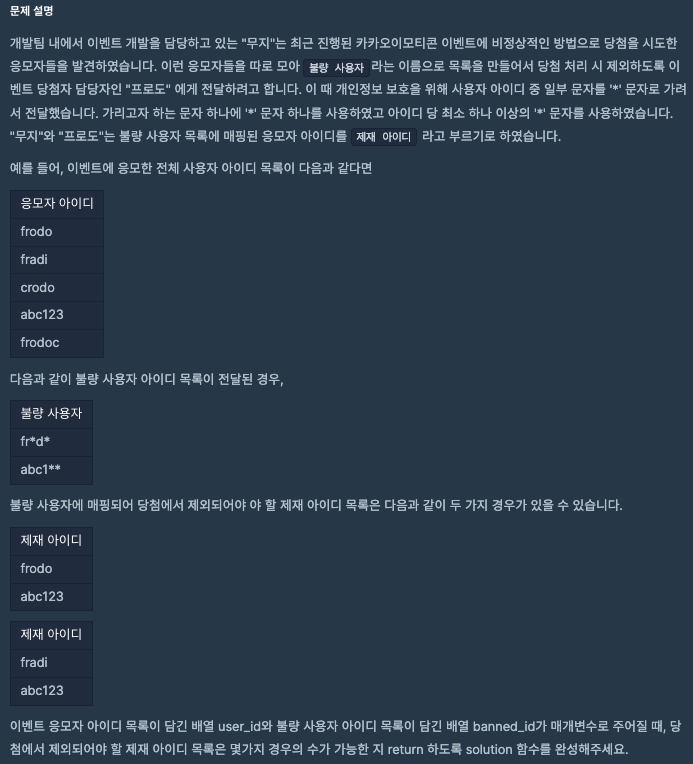 문제 설명
개발팀 내에서 이벤트 개발을 담당하고 있는 "무지"는 최근 진행된 카카오이모티콘 이벤트에 비정상적인 방법으로 당첨을 시도한
응모자들을 발견하였습니다. 이런 응모자들을 따로 모아 불량 사용자 라는 이름으로 목록을 만들어서 당첨 처리 시 제외하도록 이
벤트 당첨자 담당자인 "프로도" 에게 전달하려고 합니다. 이 때 개인정보 보호을 위해 사용자 아이디 중 일부 문자를 '*' 문자로 가려
서 전달했습니다. 가리고자 하는 문자 하나에 '*' 문자 하나를 사용하였고 아이디 당 최소 하나 이상의 '*' 문자를 사용하였습니다.
"무지"와 "프로도"는 불량 사용자 목록에 매핑된 응모자 아이디를 제재 아이디 라고 부르기로 하였습니다.
예를 들어, 이벤트에 응모한 전체 사용자 아이디 목록이 다음과 같다면
응모자 아이디
frodo
fradi
crodo
abc123
frodoc
다음과 같이 불량 사용자 아이디 목록이 전달된 경우,
불량 사용자
fr*d*
abc1**
불량 사용자에 매핑되어 당첨에서 제외되어야 야 할 제재 아이디 목록은 다음과 같이 두 가지 경우가 있을 수 있습니다.
제재 아이디
frodo
abc123
제재 아이디
fradi
abc123
이벤트 응모자 아이디 목록이 담긴 배열 user_id와 불량 사용자 아이디 목록이 담긴 배열 banned_id가 매개변수로 주어질 때, 당
첨에서 제외되어야 할 제재 아이디 목록은 몇가지 경우의 수가 가능한 지 return 하도록 solution 함수를 완성해주세요.